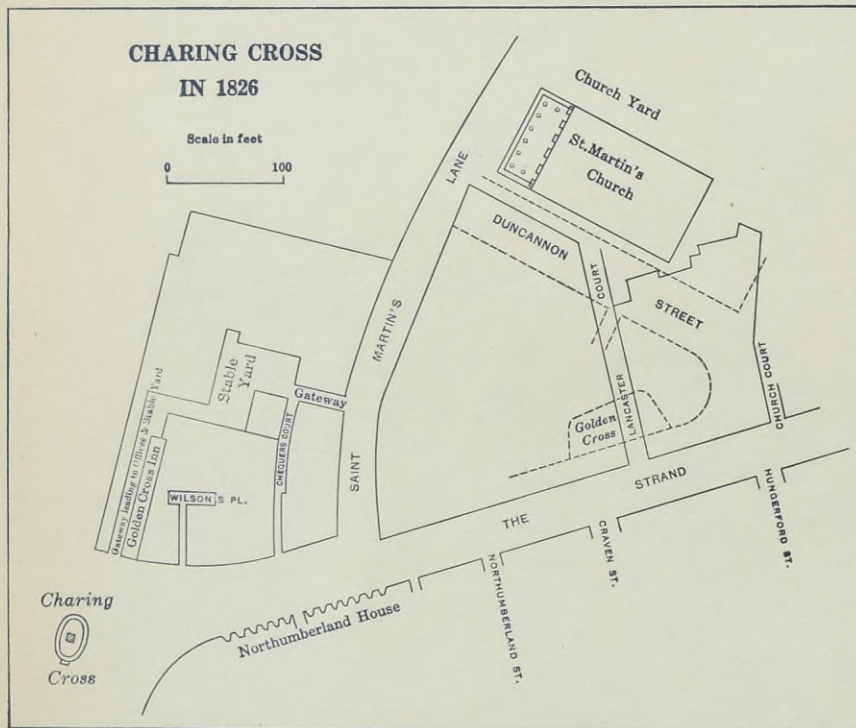 CHARING CROSS
IN 1826
Scale in feet
0 100
Church Yard
St. Martin's
Church
LANE
MARTIN'S
SAINT
DUNCANNON
STREET
COURT
LANCASTER
CHURCH COURT
Golden
Cross
Stable
Yard
Gateway
Gateway leading to Offices & Stable Yard
Golden Cross Inn
CHEQUERS COURT
WILSON'S PL.
THE STRAND
HUNGERFORD ST.
CRAVEN ST.
NORTHUMBERLAND ST.
Northumberland House
Charing
Cross